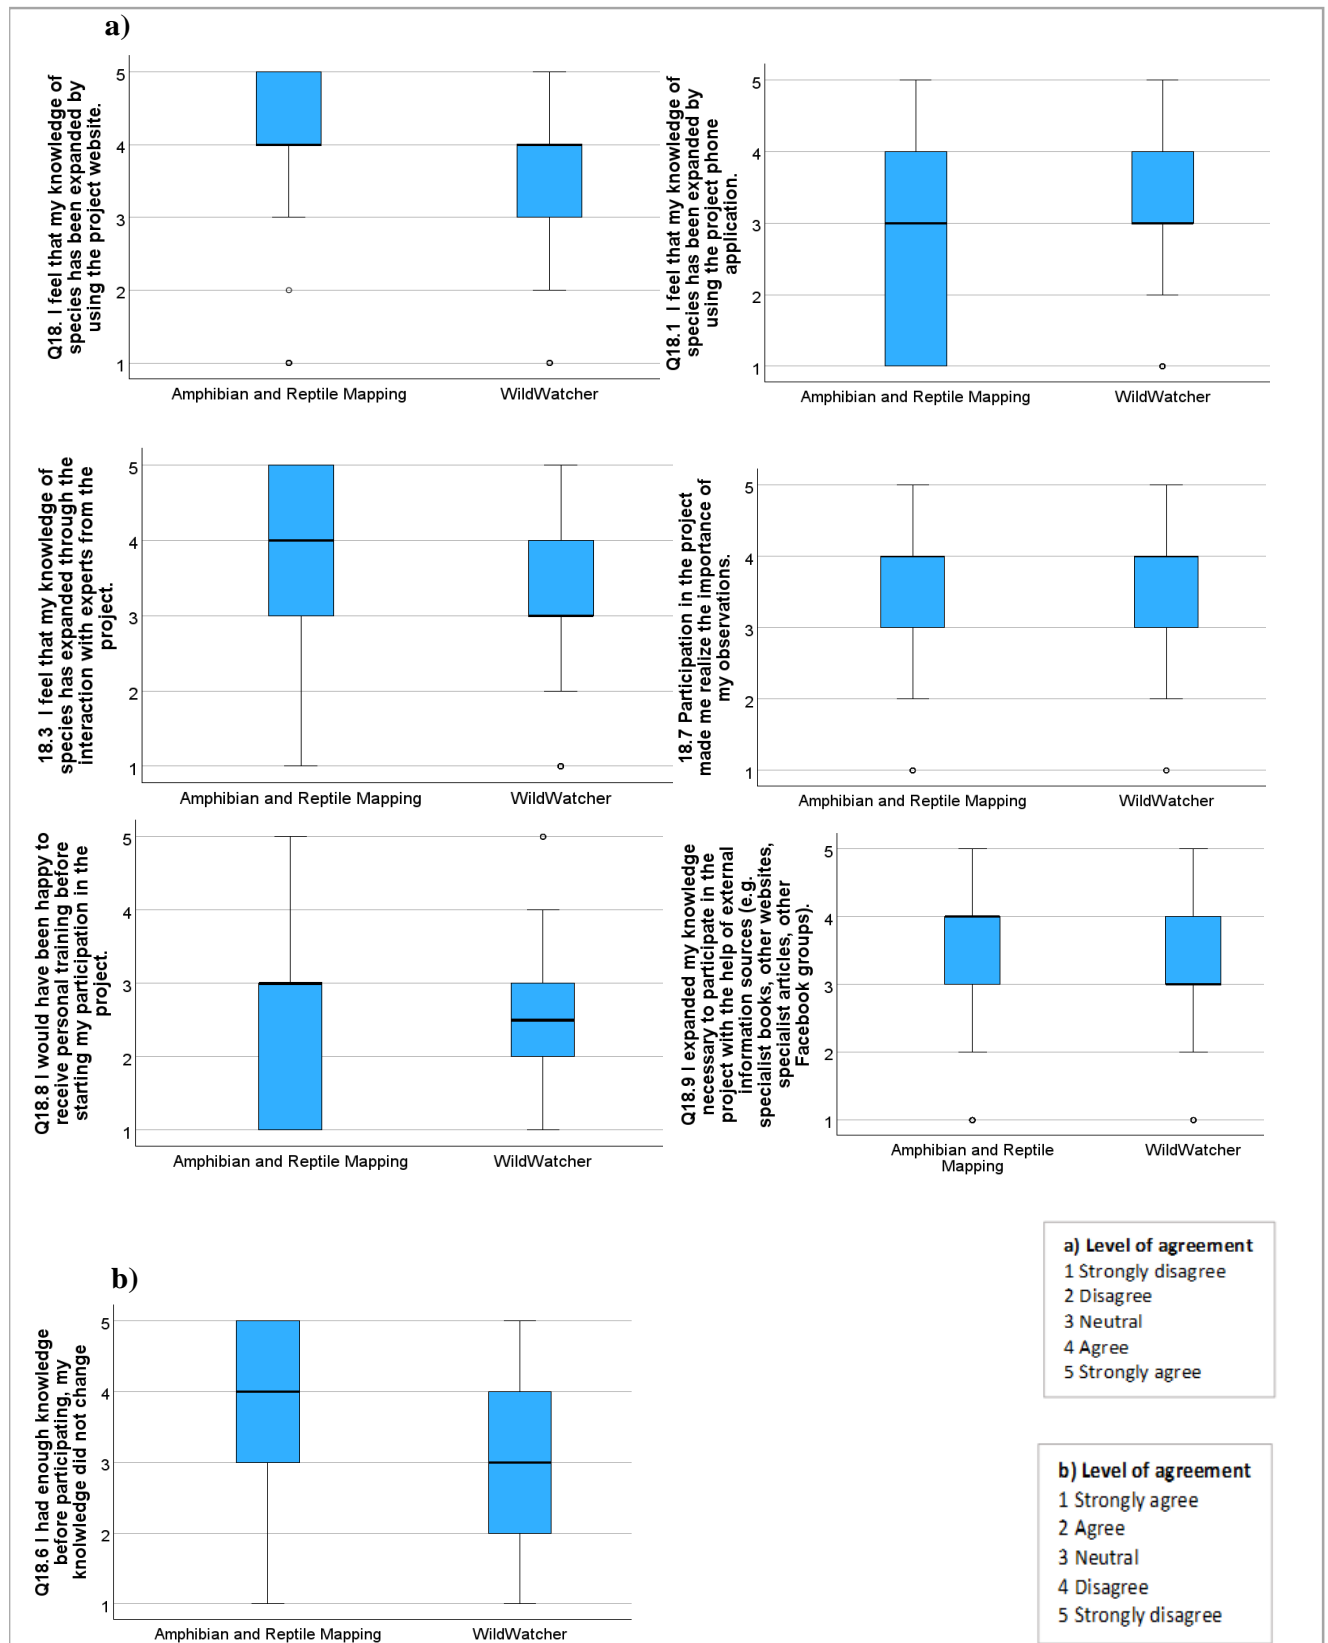 a)
Q18. I feel that my knowledge of
species has been expanded by
using the project website.
5
4
3
2
1
Amphibian and Reptile Mapping
WildWatcher
Q18.1 I feel that my knowledge of
species has been expanded by
using the project phone
application.
5
4
3
2
1
Amphibian and Reptile Mapping
WildWatcher
18.3 I feel that my knowledge of
species has expanded through the
interaction with experts from the
project.
5
4
3
2
1
Amphibian and Reptile Mapping
WildWatcher
18.7 Participation in the project
made me realize the importance of
my observations.
5
4
3
2
1
Amphibian and Reptile Mapping
WildWatcher
Q18.8 I would have been happy to
receive personal training before
starting my participation in the
project.
5
4
3
2
1
Amphibian and Reptile Mapping
WildWatcher
Q18.9 I expanded my knowledge
necessary to participate in the
project with the help of external
information sources (e.g.
specialist books, other websites,
specialist articles, other
Facebook groups).
5
4
3
2
1
Amphibian and Reptile
Mapping
WildWatcher
a) Level of agreement
1 Strongly disagree
2 Disagree
3 Neutral
4 Agree
5 Strongly agree
b)
Q18.6 I had enough knowledge
before participating, my
knolwledge did not change
5
4
3
2
1
Amphibian and Reptile Mapping
WildWatcher
b) Level of agreement
1 Strongly agree
2 Agree
3 Neutral
4 Disagree
5 Strongly disagree